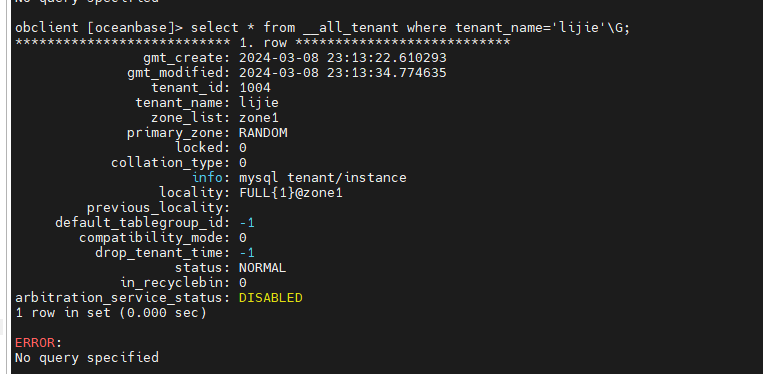 No query specified
obclient [oceanbase]> select * from __all_tenant where tenant_name='lijie'\G;
*************************** 1. row ***************************
gmt_create: 2024-03-08 23:13:22.610293
gmt_modified: 2024-03-08 23:13:34.774635
tenant_id: 1004
tenant_name: lijie
zone_list: zone1
primary_zone: RANDOM
locked: 0
collation_type: 0
info: mysql tenant/instance
locality: FULL{1}@zone1
previous_locality:
default_tablegroup_id: -1
compatibility_mode: 0
drop_tenant_time: -1
status: NORMAL
in_recyclebin: 0
arbitration_service_status: DISABLED
1 row in set (0.000 sec)
ERROR:
No query specified